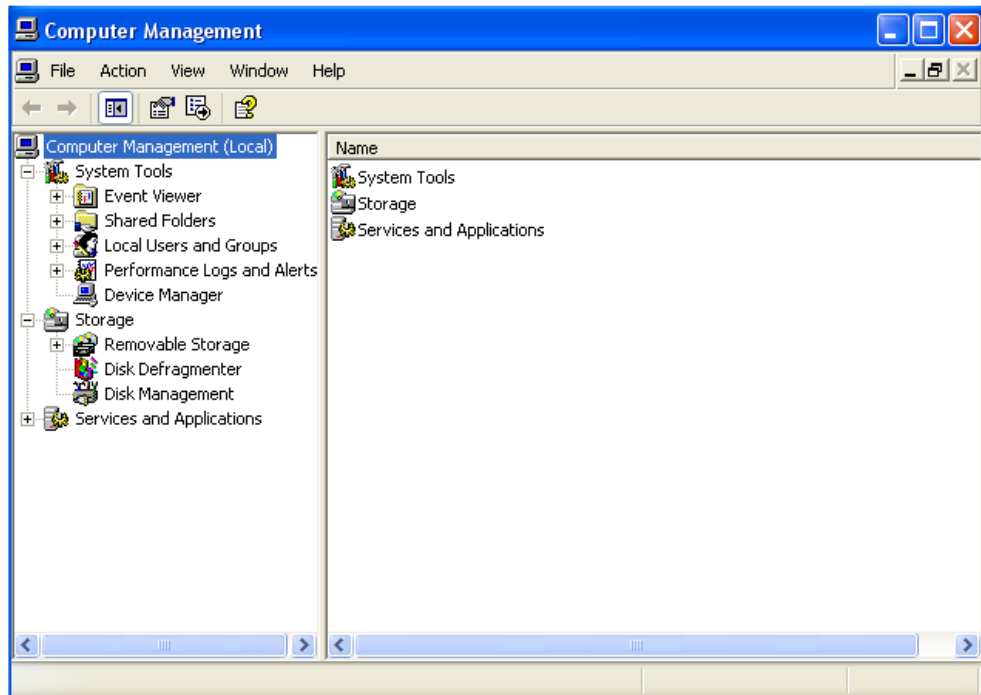 Computer Management
File Action View Window Help
Computer Management (Local)
System Tools
Event Viewer
Shared Folders
Local Users and Groups
Performance Logs and Alerts
Device Manager
Storage
Removable Storage
Disk Defragmenter
Disk Management
Services and Applications
Name
System Tools
Storage
Services and Applications